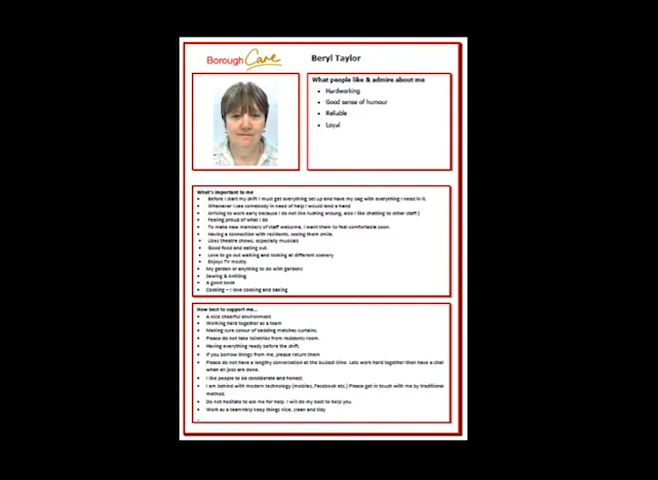 Borough Care
Beryl Taylor
What people like & admire about me
• Hardworking
• Good sense of humour
• Reliable
• Loyal
What's important to me
• Before I start my shift I must get everything set up and have my bag with everything I need in it.
• Whenever I see somebody in need of help I would lend a hand
• Arriving to work early because I do not like rushing around, also I like chatting to other staff:)
• Feeling proud of what I do
• To make new members of staff welcome, I want them to feel comfortable soon.
• Having a connection with residents, seeing them smile.
• Likes theatre shows, especially musicals
• Good food and eating out.
• Love to go out walking and looking at different scenery
• Enjoys TV mostly
• My garden or anything to do with gardens
• Sewing & knitting
• A good book
• Cooking – I love cooking and baking
How best to support me...
• A nice cheerful environment
• Working hard together as a team
• Making sure colour of bedding matches curtains.
• Please do not take toiletries from residents room.
• Having everything ready before the shift.
• If you borrow things from me, please return them
• Please do not have a lengthy conversation at the busiest time. Lets work hard together then have a chat
when all jobs are done.
• I like people to be considerate and honest.
• I am behind with modern technology (mobiles, Facebook etc) Please get in touch with me by traditional
method.
• Do not hesitate to ask me for help. I will do my best to help you.
• Work as a team help keep things nice, clean and tidy